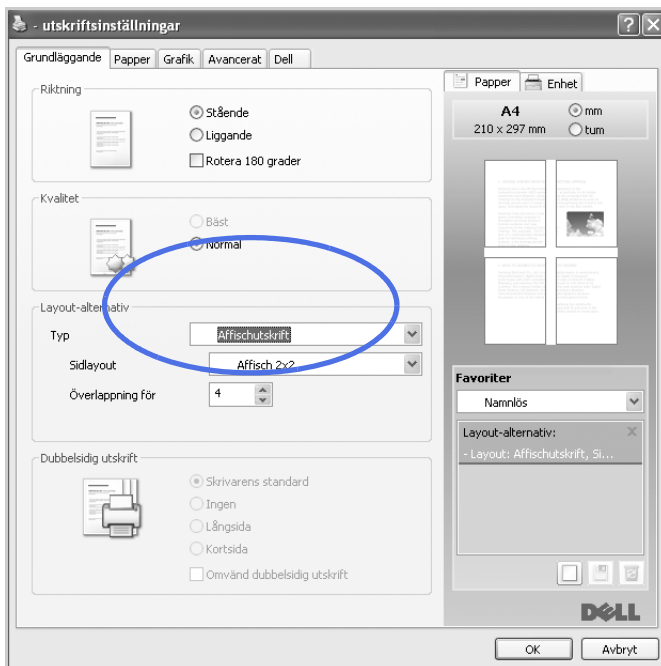 - utskriftsinställningar
Grundläggande Papper Grafik Avancerat Dell
Riktning
Stående
Liggande
Rotera 180 grader
Kvalitet
Bäst
Normal
Layout-alternativ
Typ Affischutskrift
Sidlayout Affisch 2x2
Överlappning för 4
Dubbelsidig utskrift
Skrivarens standard
Ingen
Långsida
Kortsida
Omvänd dubbelsidig utskrift
Papper Enhet
A4 mm
210 x 297 mm tum
Favoriter
Namnlös
Layout-alternativ:
- Layout: Affischutskrift, Si...
DELL
OK Avbryt